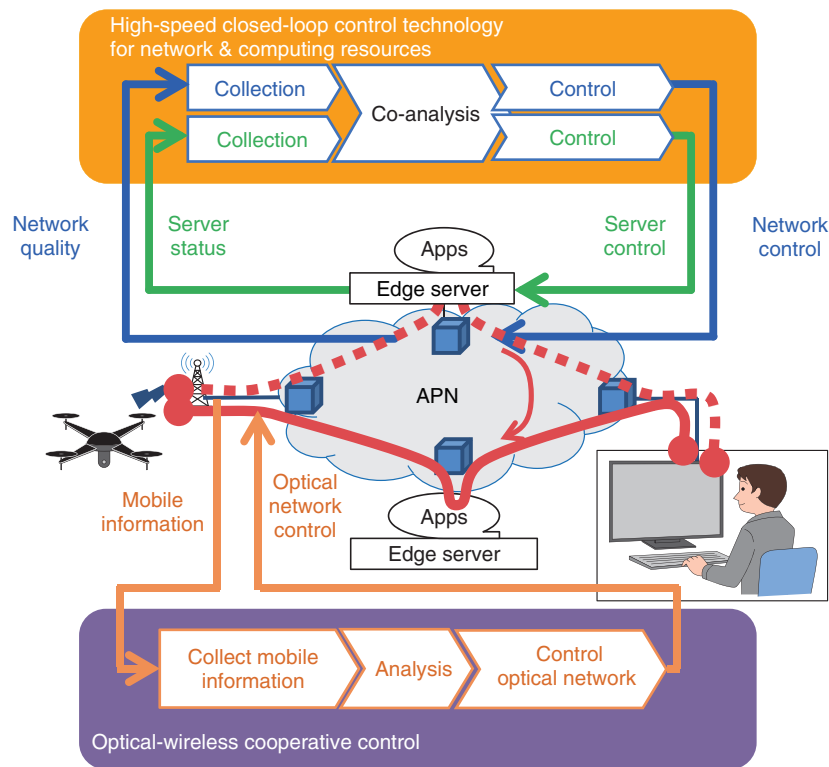 High-speed closed-loop control technology
for network & computing resources
Collection
Collection
Co-analysis
Control
Control
Network
quality
Server
status
Server
control
Network
control
Apps
Edge server
APN
Mobile
information
Optical
network
control
Apps
Edge server
Collect mobile
information
Analysis
Control
optical network
Optical-wireless cooperative control